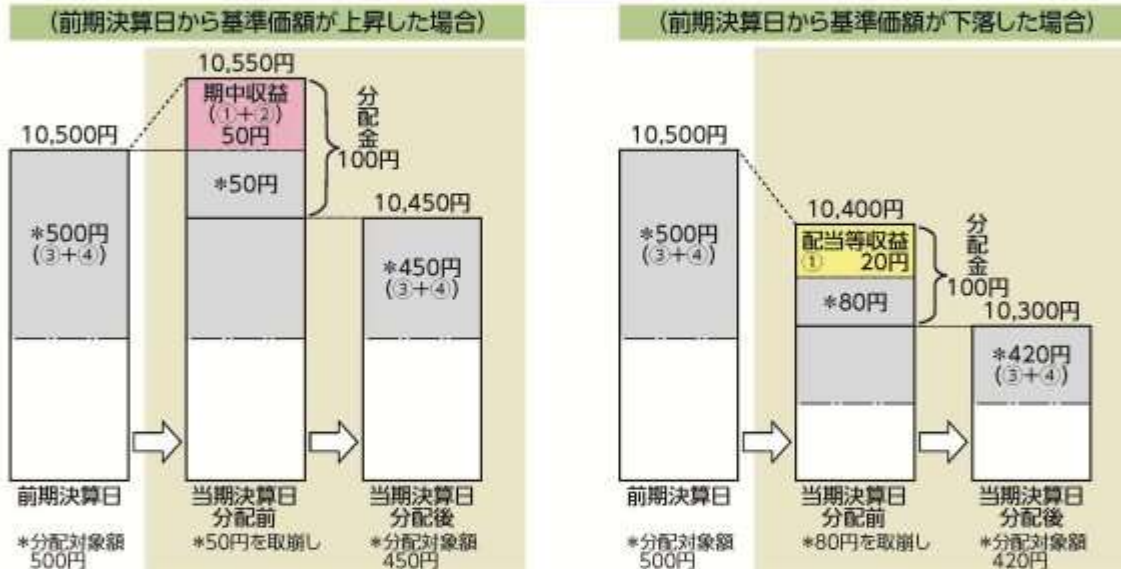 (前期決算日から基準価額が上昇した場合)
10,550円
期中収益
(①+②)
50円
分配金
100円
10,500円
*50円
10,450円
*500円
(③+④)
*450円
(③+④)
前期決算日
当期決算日
分配前
当期決算日
分配後
*分配対象額
500円
*50円を取崩し
*分配対象額
450円
(前期決算日から基準価額が下落した場合)
10,500円
10,400円
*500円
(③+④)
配当等収益
① 20円
分配金
100円
*80円
10,300円
*420円
(③+④)
前期決算日
当期決算日
分配前
当期決算日
分配後
*分配対象額
500円
*80円を取崩し
*分配対象額
420円